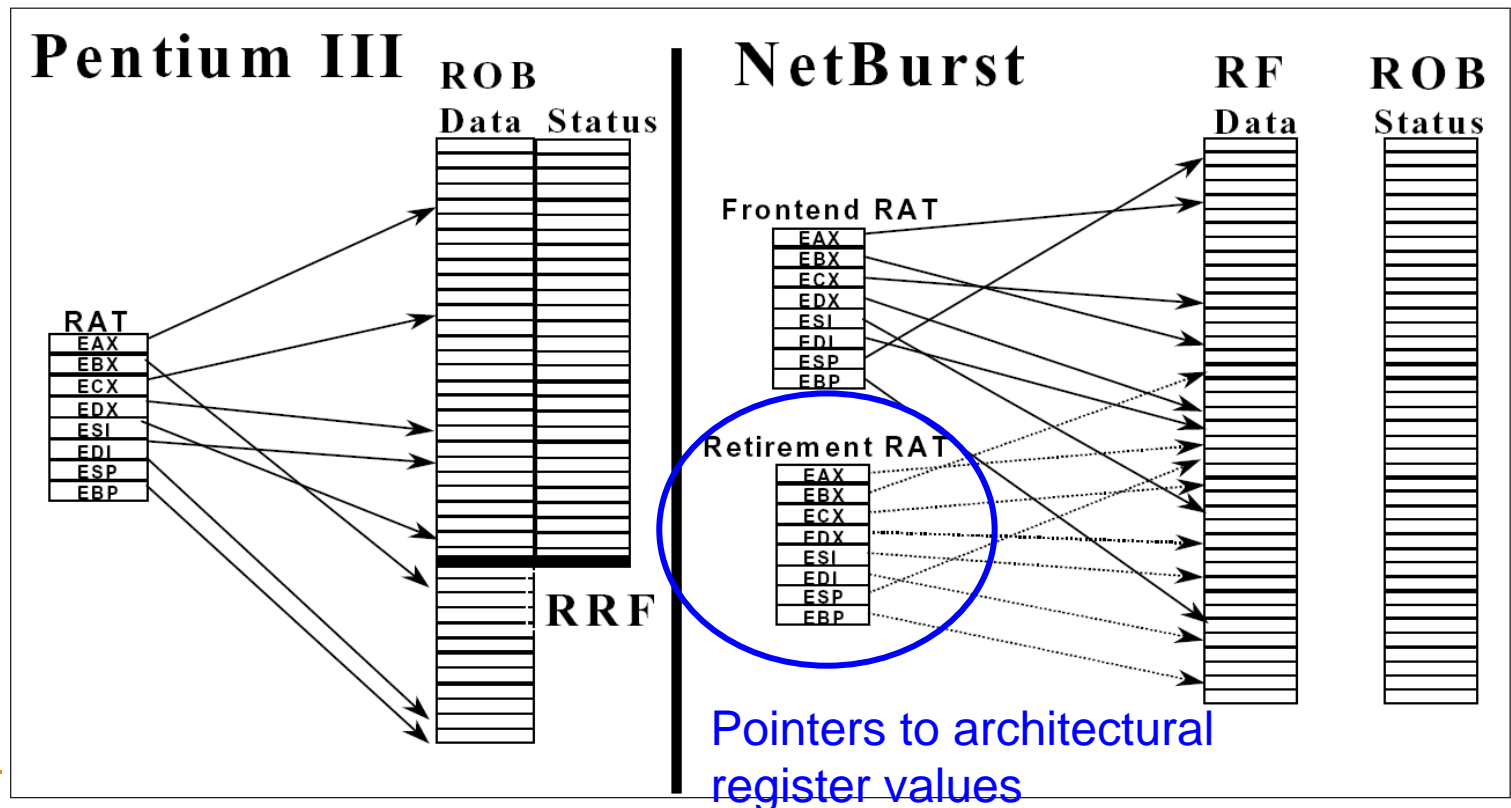 Pentium III
ROB
Data Status
RAT
EAX
EBX
ECX
EDX
ESI
EDI
ESP
EBP
RRF
NetBurst
RF
ROB
Data
Status
Frontend RAT
EAX
EBX
ECX
EDX
ESI
EDI
ESP
EBP
Retirement RAT
EAX
EBX
ECX
EDX
ESI
EDI
ESP
EBP
Pointers to architectural
register values